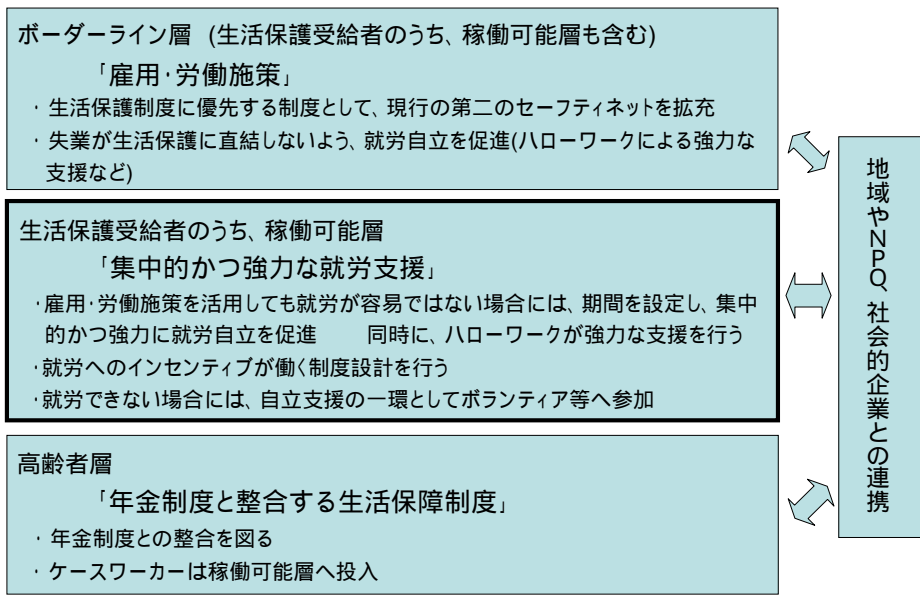 ボーダーライン層 (生活保護受給者のうち、稼働可能層も含む)
「雇用・労働施策」
・生活保護制度に優先する制度として、現行の第二のセーフティネットを拡充
・失業が生活保護に直結しないよう、就労自立を促進(ハローワークによる強力な
支援など)
生活保護受給者のうち、稼働可能層
「集中的かつ強力な就労支援」
・雇用・労働施策を活用しても就労が容易ではない場合には、期間を設定し、集中
的かつ強力に就労自立を促進　　同時に、ハローワークが強力な支援を行う
・就労へのインセンティブが働く制度設計を行う
・就労できない場合には、自立支援の一環としてボランティア等へ参加
高齢者層
「年金制度と整合する生活保障制度」
・年金制度との整合を図る
・ケースワーカーは稼働可能層へ投入
地域やNPO、社会的企業との連携